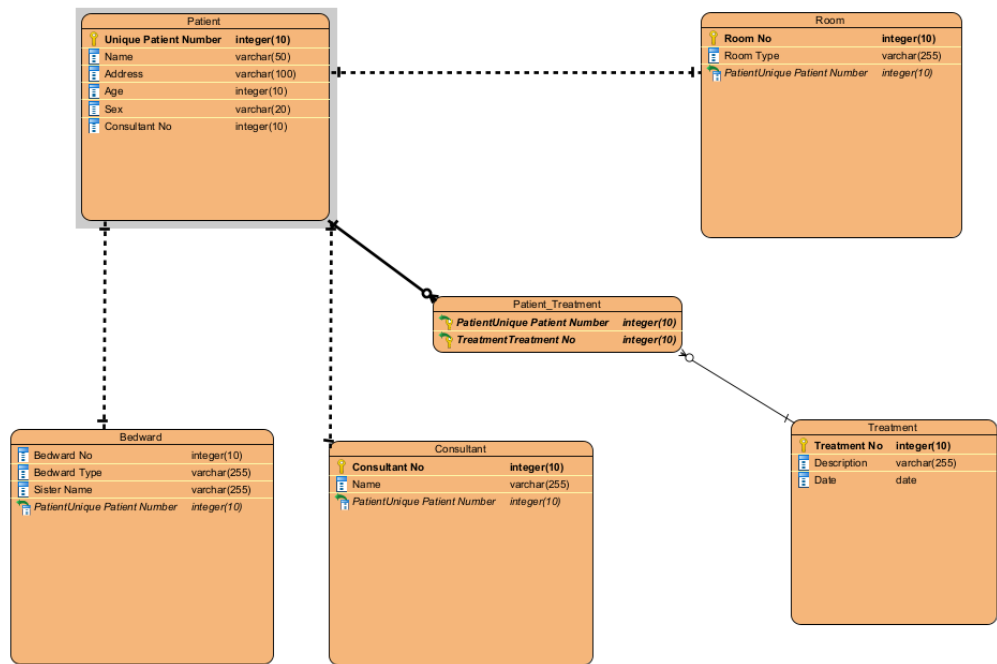 Patient
Unique Patient Number integer(10)
Name varchar(50)
Address varchar(100)
Age integer(10)
Sex varchar(20)
Consultant No integer(10)
Room
Room No integer(10)
Room Type varchar(255)
PatientUnique Patient Number integer(10)
Patient_Treatment
PatientUnique Patient Number integer(10)
TreatmentTreatment No integer(10)
Bedward
Bedward No integer(10)
Bedward Type varchar(255)
Sister Name varchar(255)
PatientUnique Patient Number integer(10)
Consultant
Consultant No integer(10)
Name varchar(255)
PatientUnique Patient Number integer(10)
Treatment
Treatment No integer(10)
Description varchar(255)
Date date